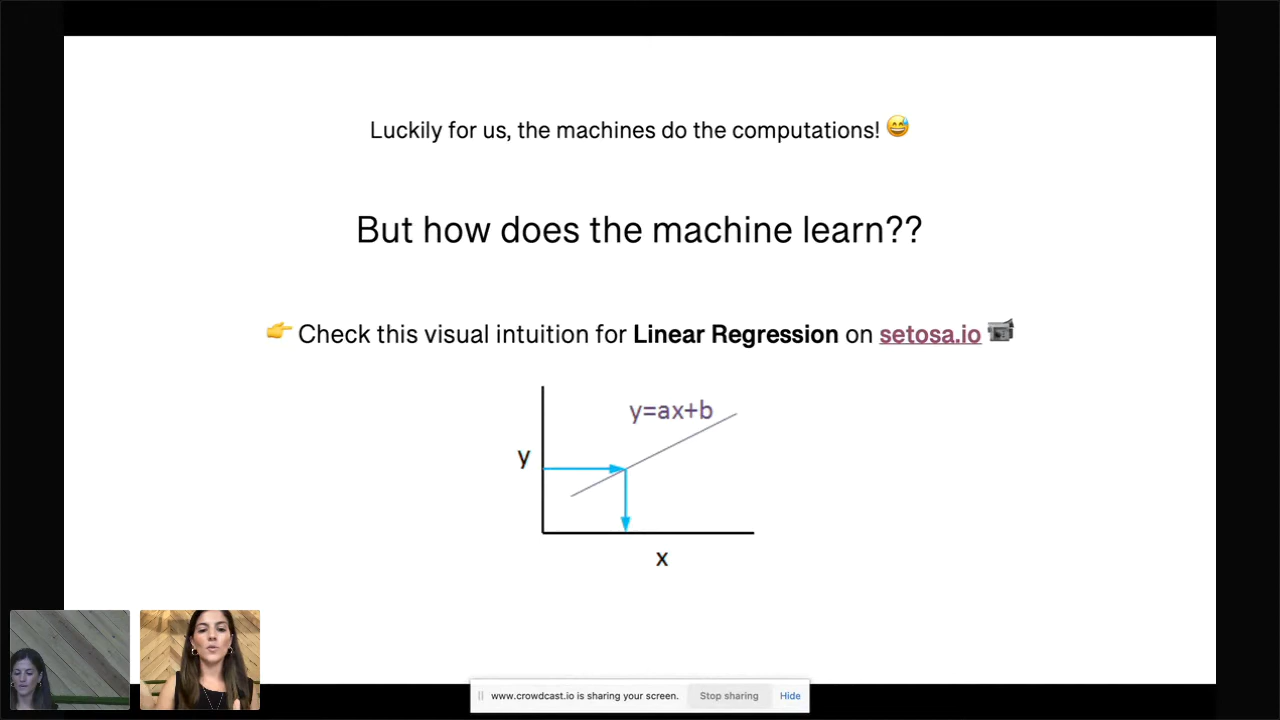 Luckily for us, the machines do the computations! 😅
But how does the machine learn??
👉 Check this visual intuition for Linear Regression on setosa.io 📹
y=ax+b
y
x
www.crowdcast.io is sharing your screen. Stop sharing Hide